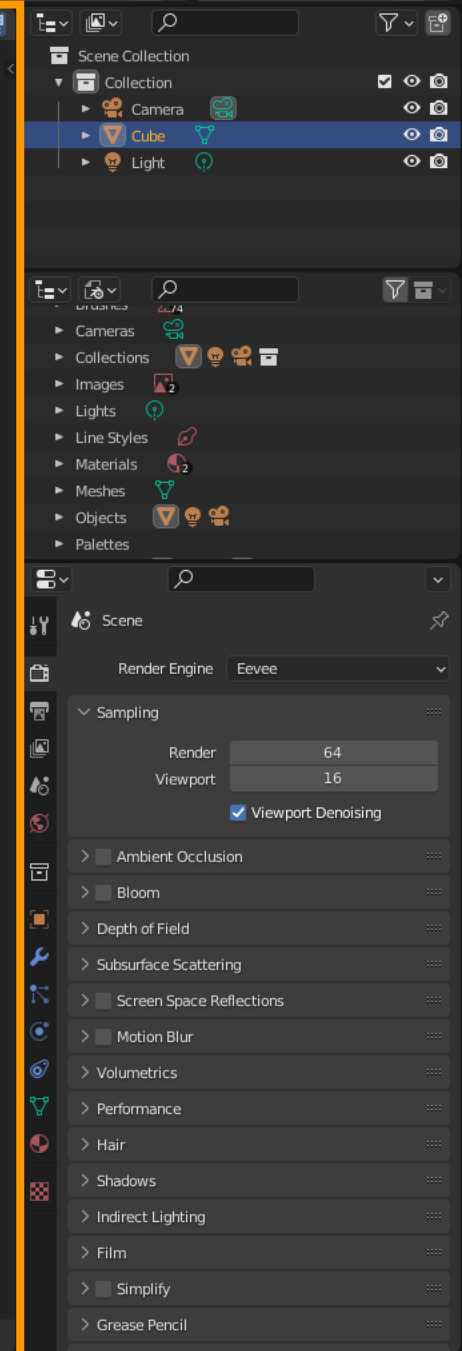 Scene Collection
Collection
Camera
Cube
Light
Brushes 74
Cameras
Collections
Images 2
Lights
Line Styles
Materials 2
Meshes
Objects
Palettes
Scene
Render Engine Eevee
Sampling
Render 64
Viewport 16
Viewport Denoising
Ambient Occlusion
Bloom
Depth of Field
Subsurface Scattering
Screen Space Reflections
Motion Blur
Volumetrics
Performance
Hair
Shadows
Indirect Lighting
Film
Simplify
Grease Pencil